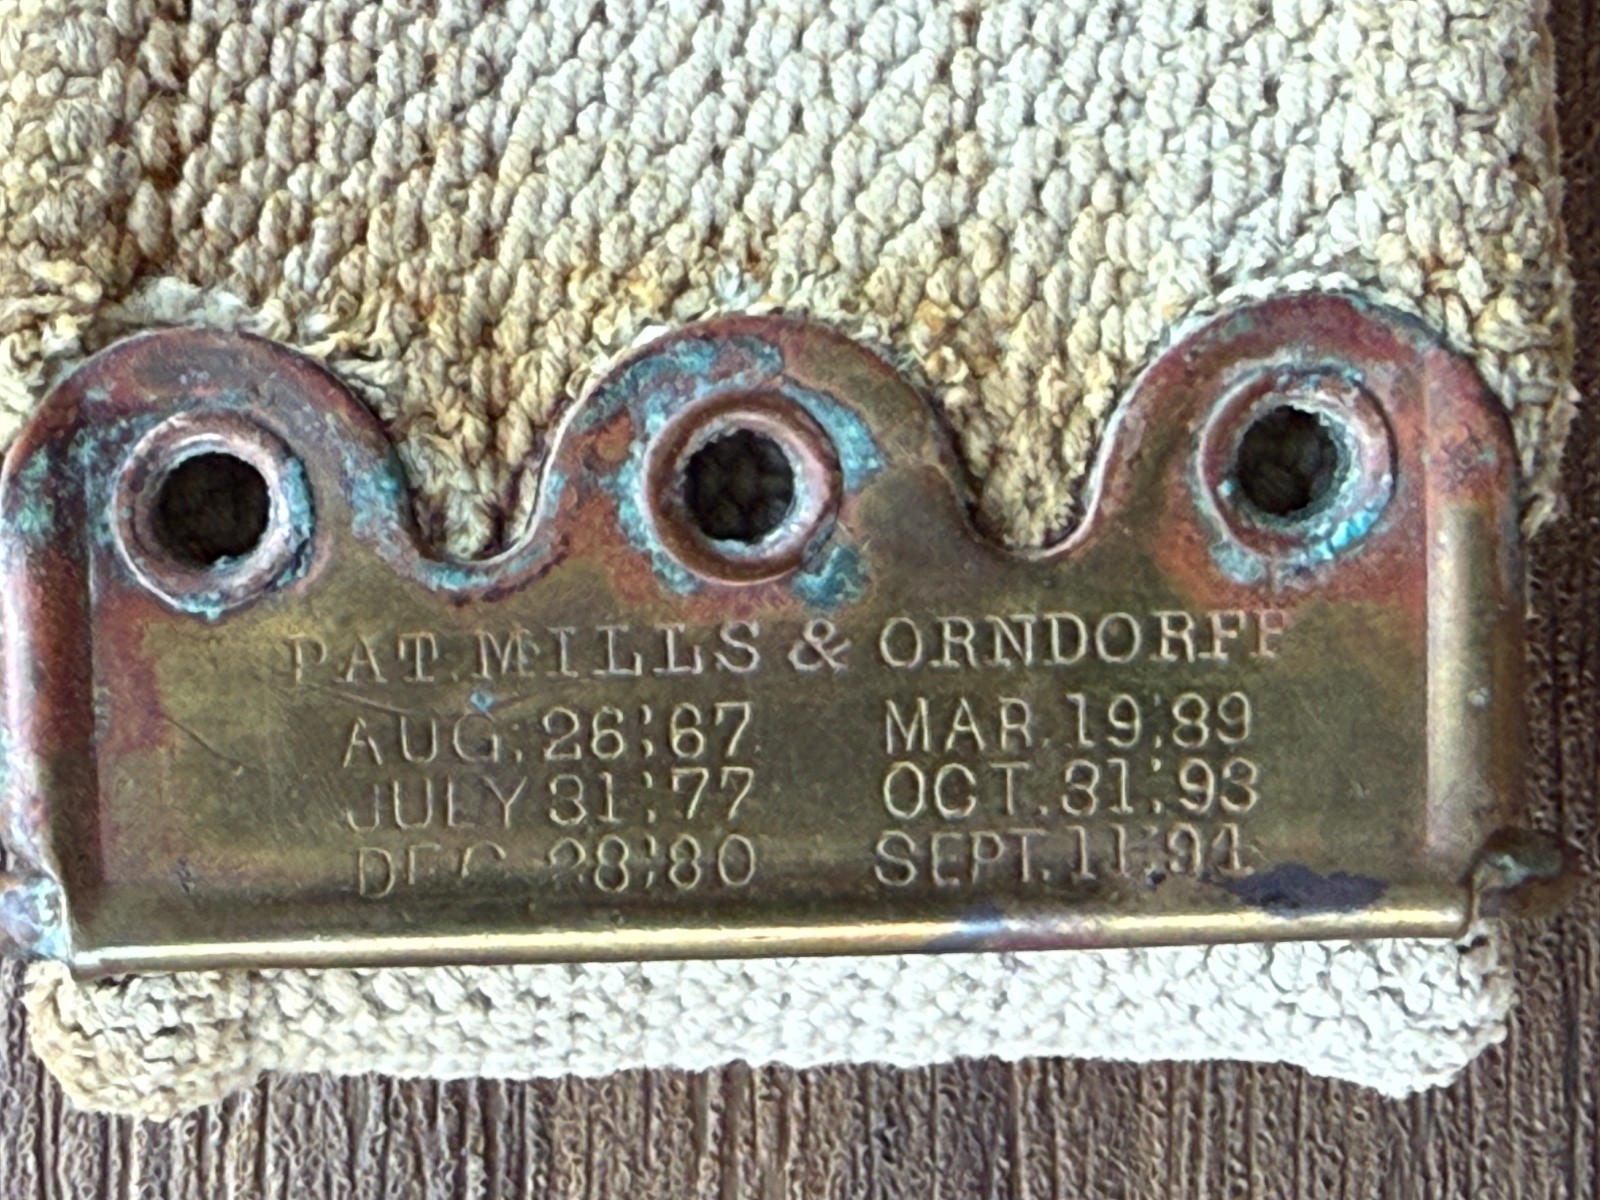 PAT. MILLS & ORNDORFF
AUG. 26,'67. MAR. 19,'89
JULY 31,'77 OCT. 31,'93
DEC. 28,'80 SEPT. 11,'94